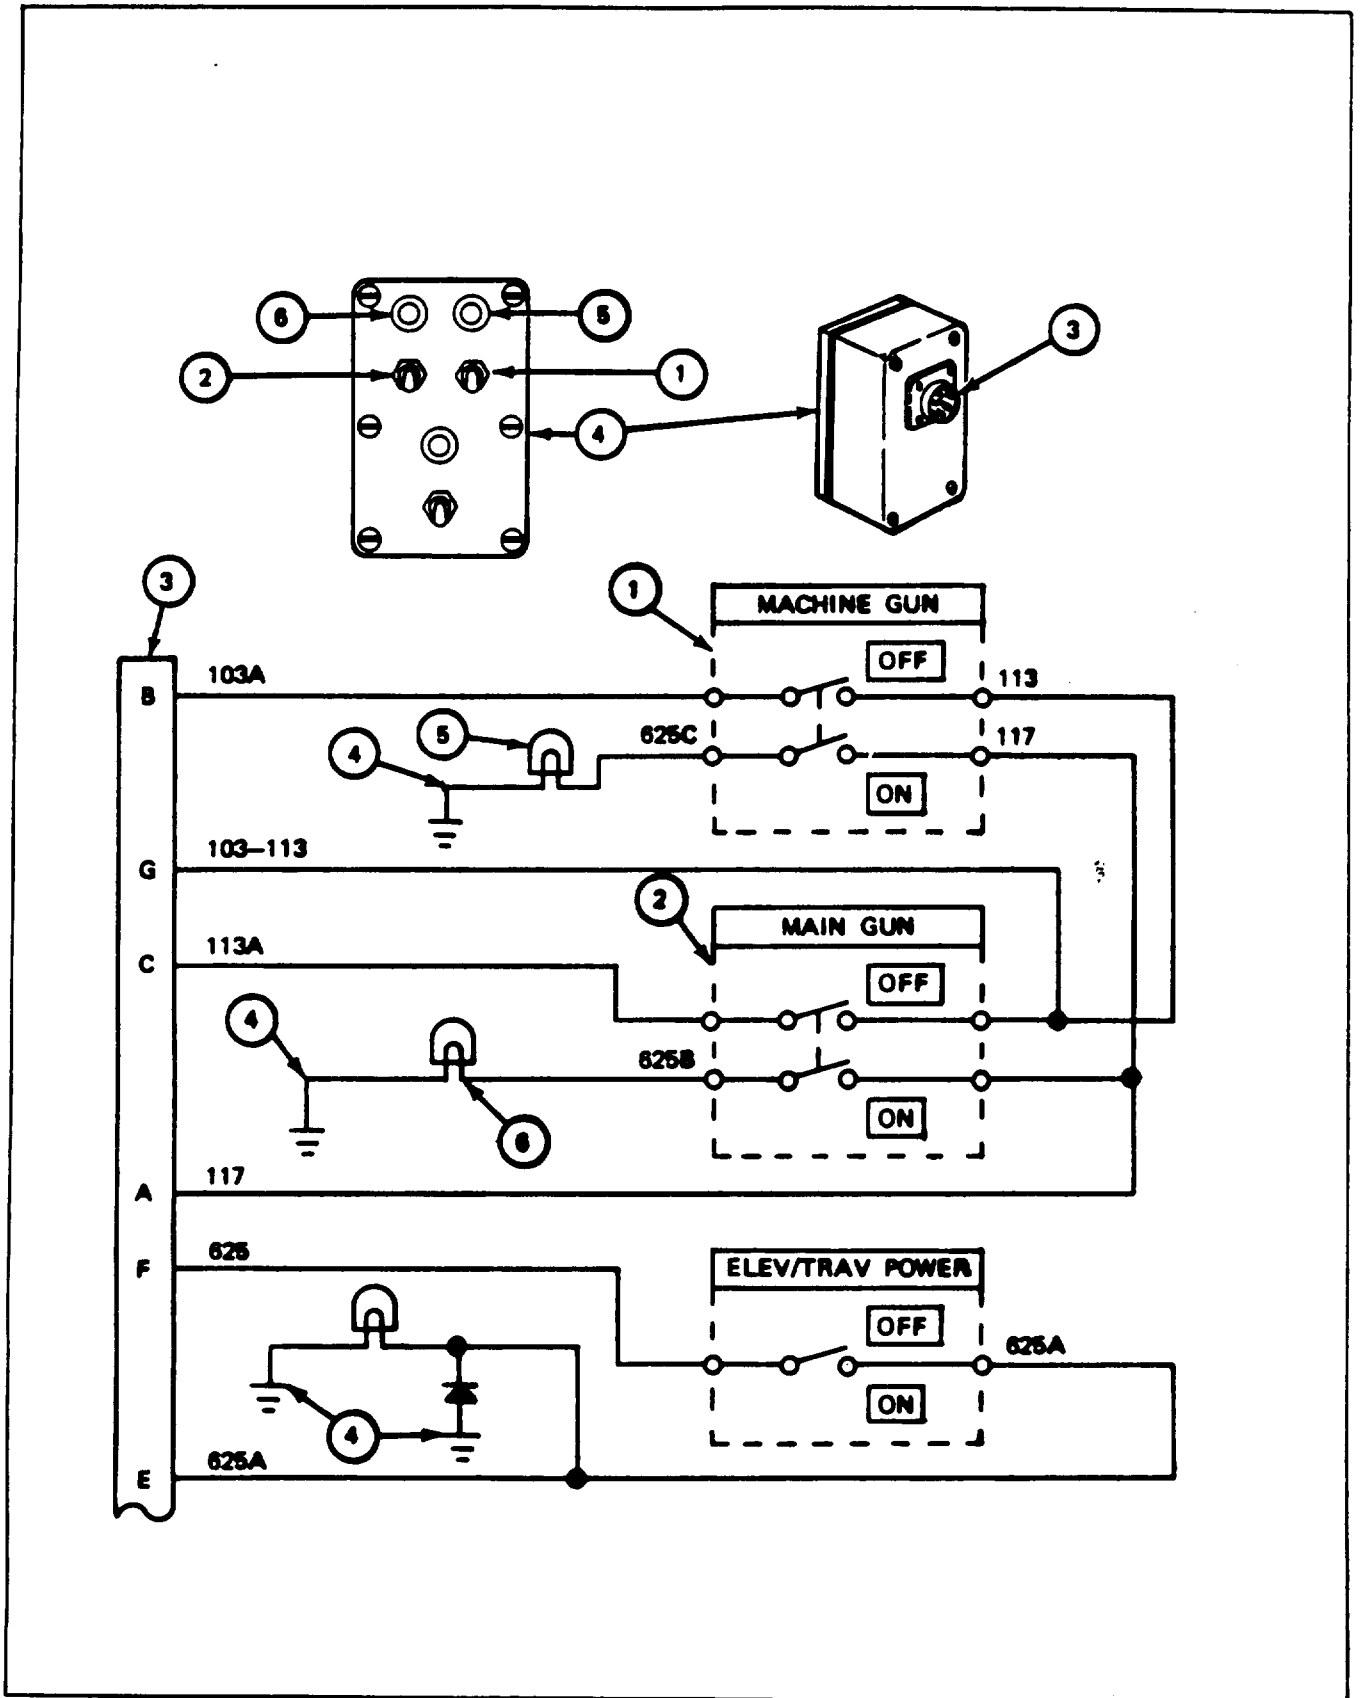 6
5
2
1
3
4
3
1
MACHINE GUN
OFF
B
103A
113
5
4
625C
117
ON
G
103–113
2
MAIN GUN
C
113A
OFF
4
625B
ON
6
A
117
F
625
ELEV/TRAV POWER
OFF
625A
ON
4
E
625A